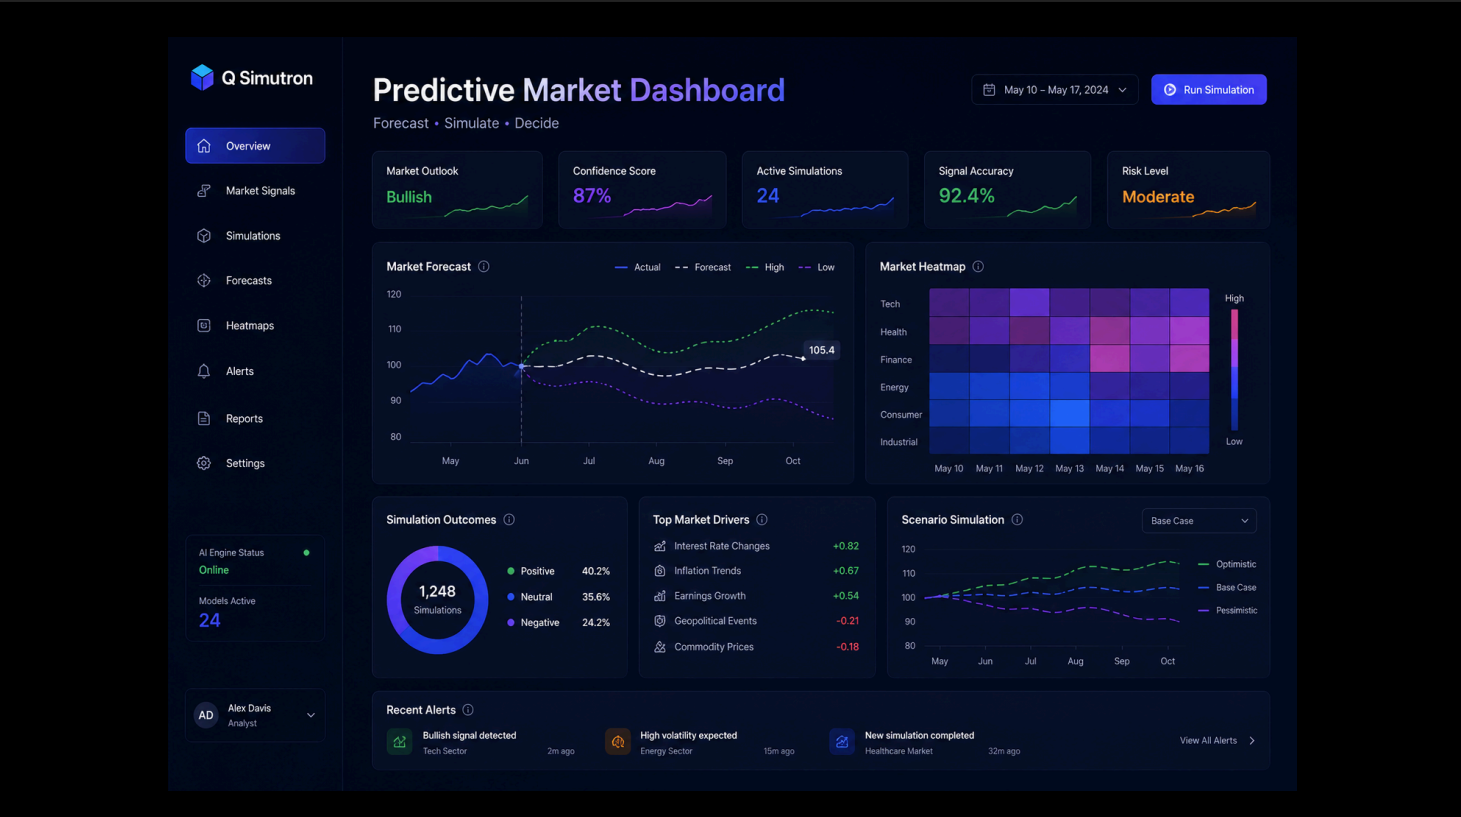 Q Simutron
Overview
Market Signals
Simulations
Forecasts
Heatmaps
Alerts
Reports
Settings
AI Engine Status
Online
Models Active
24
AD
Alex Davis
Analyst
Predictive Market Dashboard
Forecast • Simulate • Decide
May 10 – May 17, 2024
Run Simulation
Market Outlook
Bullish
Confidence Score
87%
Active Simulations
24
Signal Accuracy
92.4%
Risk Level
Moderate
Market Forecast
Actual Forecast High Low
120
110
100
90
80
105.4
May Jun Jul Aug Sep Oct
Market Heatmap
Tech
Health
Finance
Energy
Consumer
Industrial
May 10 May 11 May 12 May 13 May 14 May 15 May 16
High
Low
Simulation Outcomes
1,248
Simulations
Positive 40.2%
Neutral 35.6%
Negative 24.2%
Top Market Drivers
Interest Rate Changes +0.82
Inflation Trends +0.67
Earnings Growth +0.54
Geopolitical Events -0.21
Commodity Prices -0.18
Scenario Simulation
Base Case
120
110
100
90
80
May Jun Jul Aug Sep Oct
Optimistic
Base Case
Pessimistic
Recent Alerts
Bullish signal detected
Tech Sector 2m ago
High volatility expected
Energy Sector 15m ago
New simulation completed
Healthcare Market 32m ago
View All Alerts